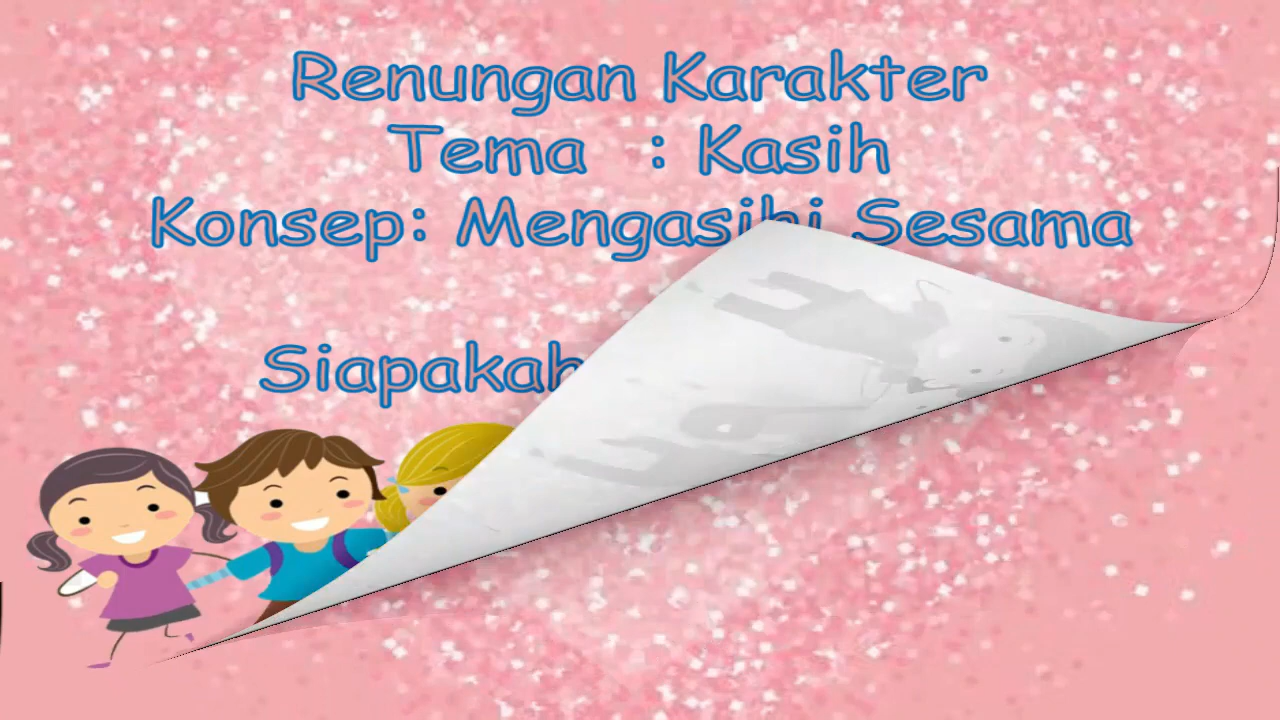 Renungan Karakter
Tema : Kasih
Konsep: Mengasihi Sesama
Siapakah